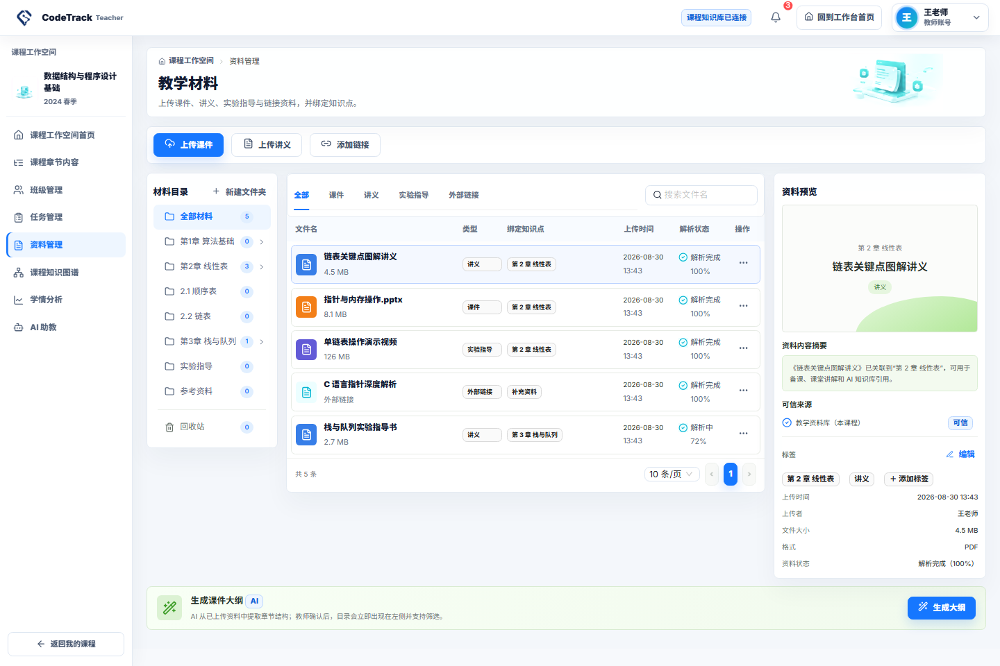 CodeTrack Teacher
课程知识库已连接
3
回到工作台首页
王
王老师
教师账号
课程工作空间
数据结构与程序设计
基础
2024 春季
课程工作空间首页
课程章节内容
班级管理
任务管理
资料管理
课程知识图谱
学情分析
AI 助教
返回我的课程
课程工作空间 › 资料管理
教学材料
上传课件、讲义、实验指导与链接资料，并绑定知识点。
上传课件
上传讲义
添加链接
材料目录
+ 新建文件夹
全部材料 5
第1章 算法基础 0
第2章 线性表 3
2.1 顺序表 0
2.2 链表 0
第3章 栈与队列 1
实验指导 0
参考资料 0
回收站 0
全部 课件 讲义 实验指导 外部链接
搜索文件名
文件名 类型 绑定知识点 上传时间 解析状态 操作
链表关键点图解讲义
4.5 MB
讲义
第 2 章 线性表
2026-08-30
13:43
解析完成
100%
指针与内存操作.pptx
8.1 MB
课件
第 2 章 线性表
2026-08-30
13:43
解析完成
100%
单链表操作演示视频
126 MB
实验指导
第 2 章 线性表
2026-08-30
13:43
解析完成
100%
C 语言指针深度解析
外部链接
外部链接
补充资料
2026-08-30
13:43
解析完成
100%
栈与队列实验指导书
2.7 MB
讲义
第 3 章 栈与队列
2026-08-30
13:43
解析中
72%
共 5 条
10 条/页
1
资料预览
第 2 章 线性表
链表关键点图解讲义
讲义
资料内容摘要
《链表关键点图解讲义》已关联到“第 2 章 线性表”，可用于
备课、课堂讲解和 AI 知识库引用。
可信来源
教学资料库（本课程）
可信
标签
编辑
第 2 章 线性表
讲义
+ 添加标签
上传时间 2026-08-30 13:43
上传者 王老师
文件大小 4.5 MB
格式 PDF
资料状态 解析完成（100%）
生成课件大纲 AI
AI 从已上传资料中提取章节结构；教师确认后，目录会立即出现在左侧并支持筛选。
生成大纲